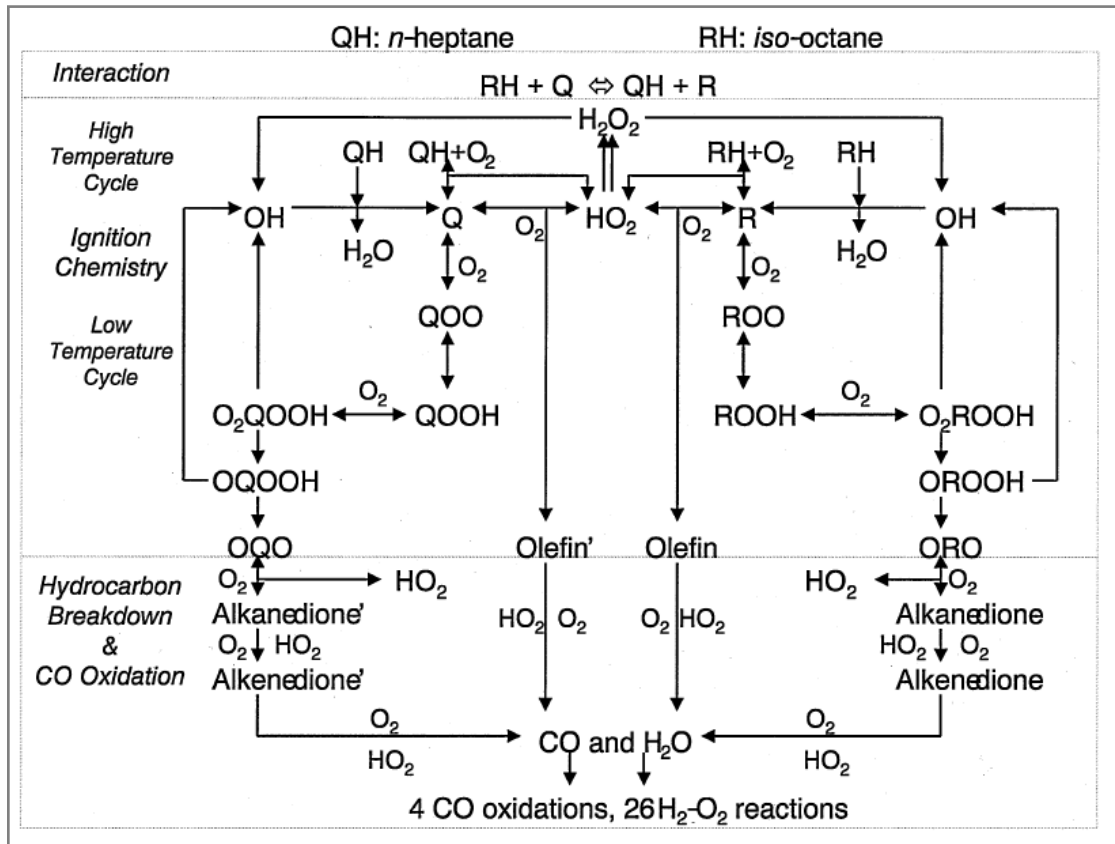 QH: n-heptane RH: iso-octane
Interaction
RH + Q ⇔ QH + R
H₂O₂
High
Temperature
Cycle
QH QH+O₂ RH+O₂ RH
OH Q O₂ HO₂ O₂ R OH
Ignition
Chemistry
H₂O O₂ O₂ H₂O
QOO ROO
Low
Temperature
Cycle
O₂ O₂
O₂QOOH QOOH ROOH O₂ROOH
OQOOH OROOH
OQO Olefin' Olefin ORO
Hydrocarbon
Breakdown
&
CO Oxidation
O₂ HO₂ HO₂ O₂
Alkanedione' HO₂ O₂ O₂ HO₂ Alkanedione
O₂ HO₂ HO₂ O₂
Alkenedione' Alkenedione
O₂ O₂
HO₂ CO and H₂O HO₂
4 CO oxidations, 26H₂-O₂ reactions